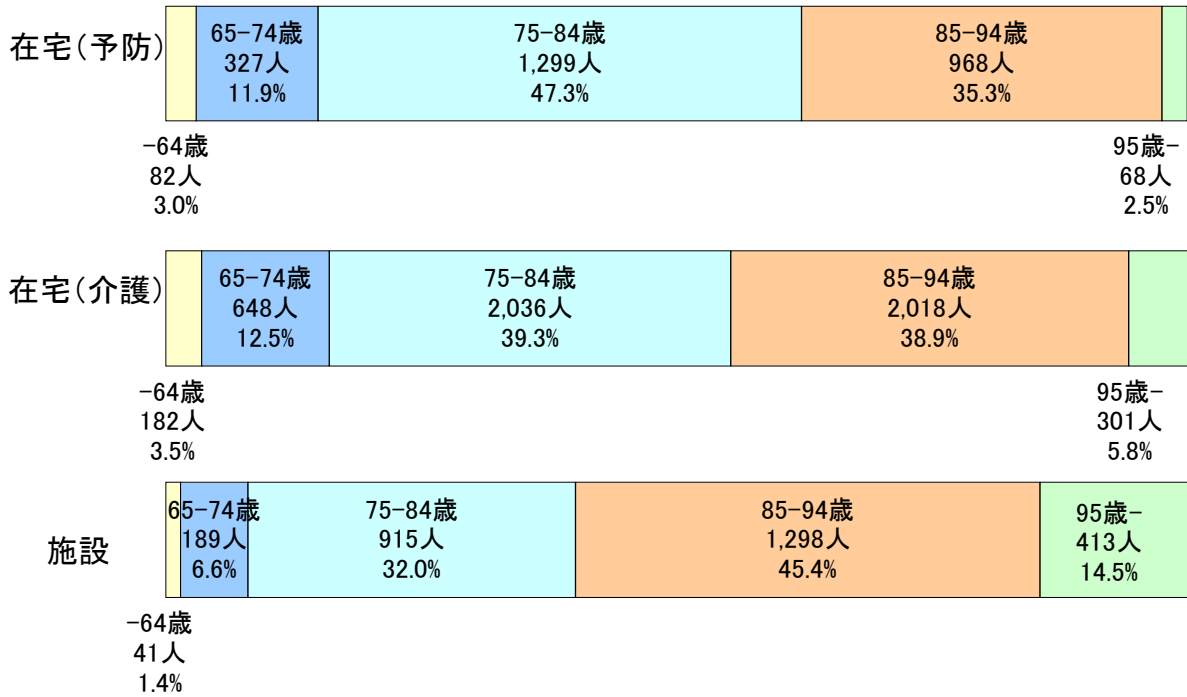 在宅(予防)
65-74歳
327人
11.9%
75-84歳
1,299人
47.3%
85-94歳
968人
35.3%
-64歳
82人
3.0%
95歳-
68人
2.5%
在宅(介護)
65-74歳
648人
12.5%
75-84歳
2,036人
39.3%
85-94歳
2,018人
38.9%
-64歳
182人
3.5%
95歳-
301人
5.8%
施設
65-74歳
189人
6.6%
75-84歳
915人
32.0%
85-94歳
1,298人
45.4%
95歳-
413人
14.5%
-64歳
41人
1.4%